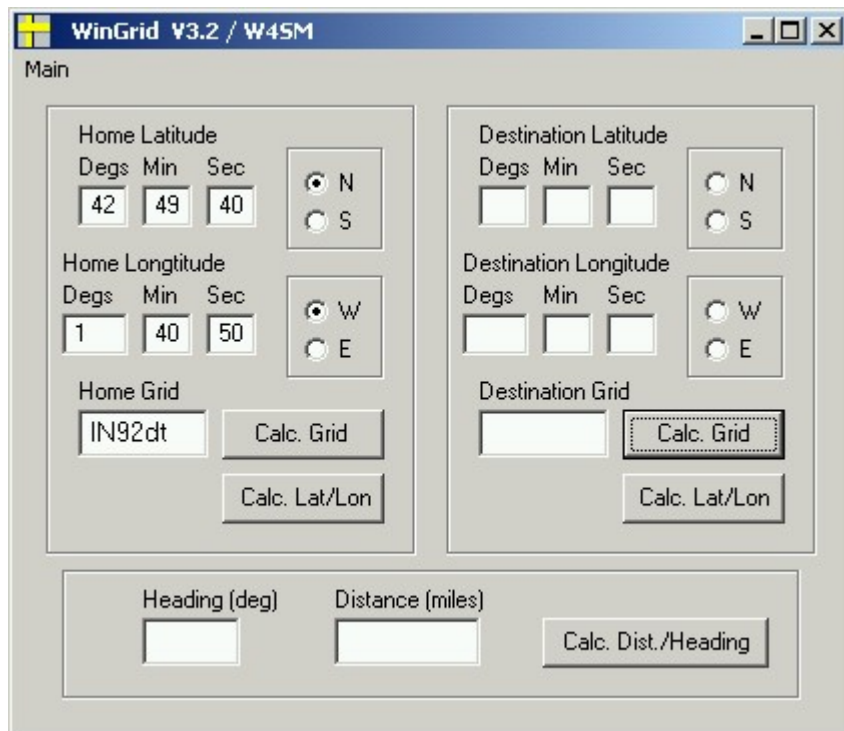 WinGrid V3.2 / W4SM
Main
Home Latitude
Degs Min Sec
42 49 40
N
S
Home Longtitude
Degs Min Sec
1 40 50
W
E
Home Grid
IN92dt
Calc. Grid
Calc. Lat/Lon
Destination Latitude
Degs Min Sec
N
S
Destination Longitude
Degs Min Sec
W
E
Destination Grid
Calc. Grid
Calc. Lat/Lon
Heading (deg)
Distance (miles)
Calc. Dist./Heading